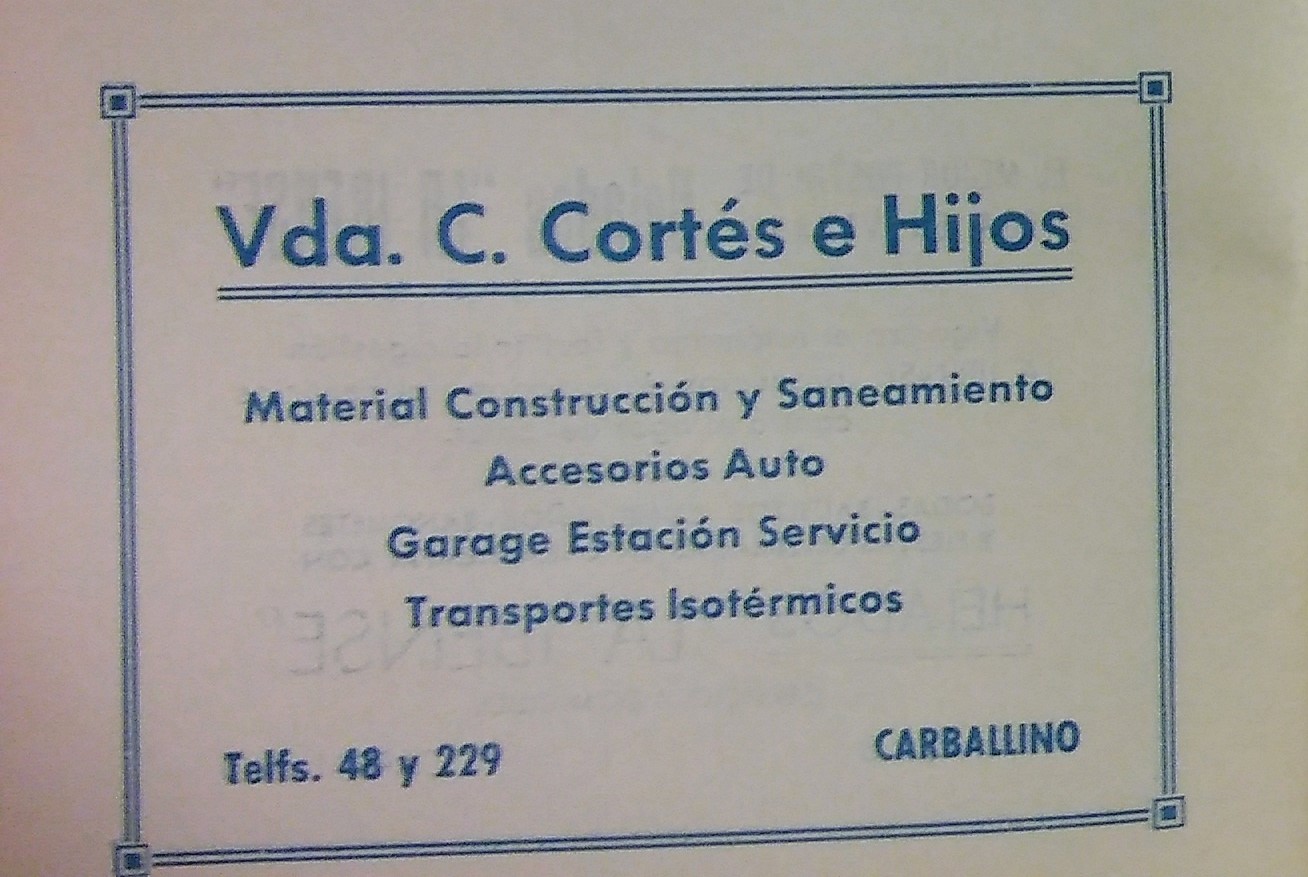 Vda. C. Cortés e Hijos
Material Construcción y Saneamiento
Accesorios Auto
Garage Estación Servicio
Transportes Isotérmicos
Telfs. 48 y 229
CARBALLINO